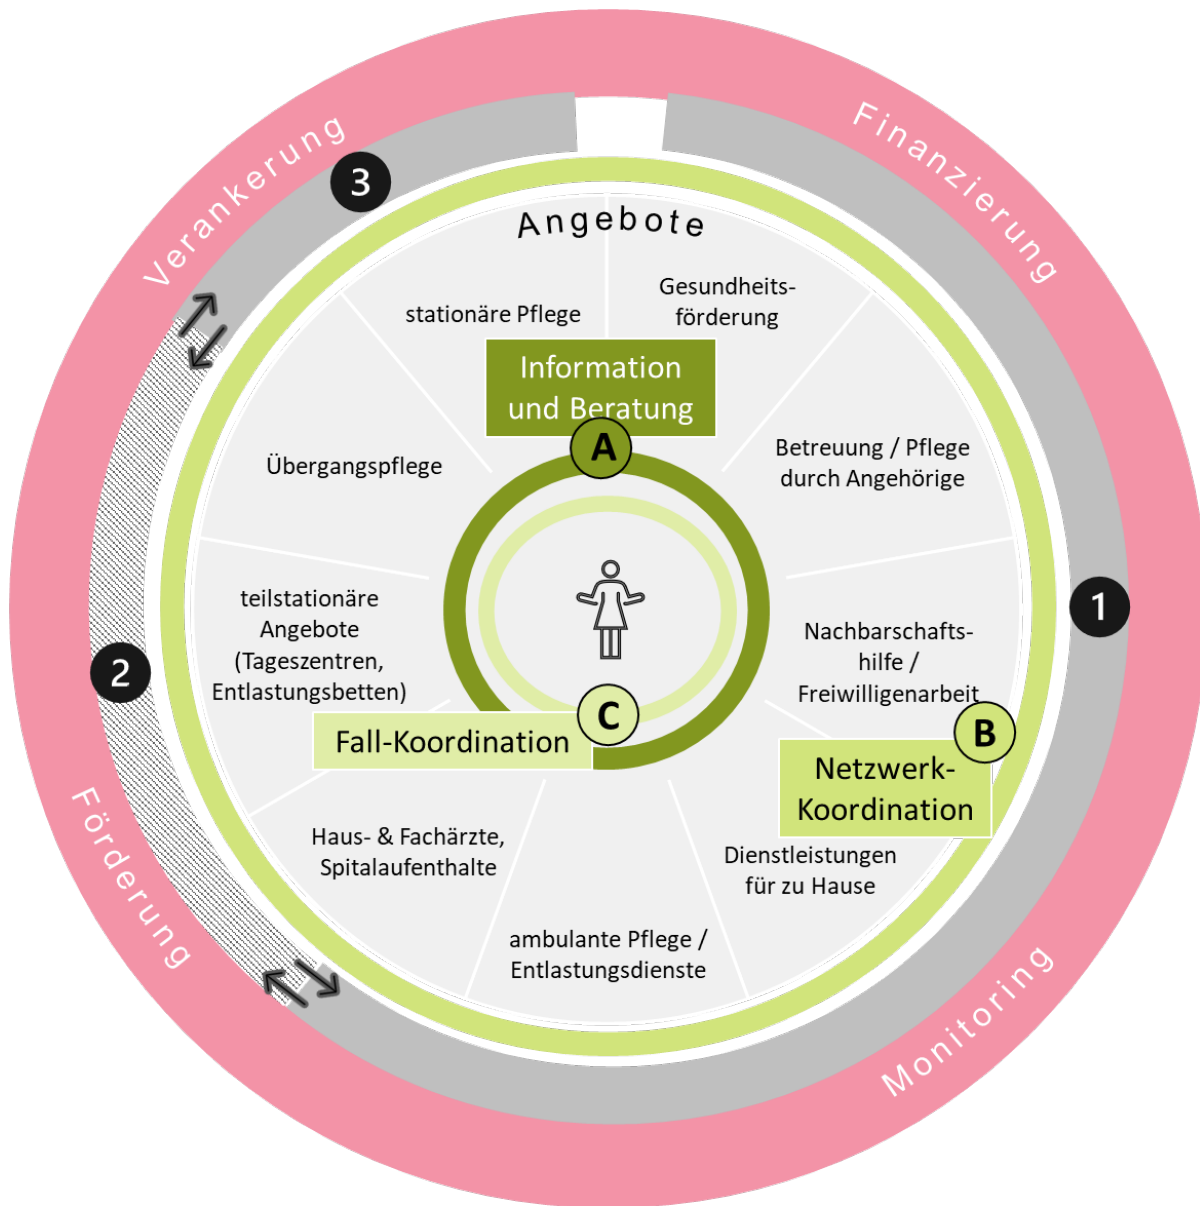 Verankerung
Finanzierung
3
Angebote
Gesundheits-
förderung
stationäre Pflege
Information
und Beratung
A
Betreuung / Pflege
durch Angehörige
Übergangspflege
teilstationäre
Angebote
(Tageszentren,
Entlastungsbetten)
1
Nachbarschafts-
hilfe /
Freiwilligenarbeit
2
C
Fall-Koordination
B
Netzwerk-
Koordination
Haus- & Fachärzte,
Spitalaufenthalte
Dienstleistungen
für zu Hause
ambulante Pflege /
Entlastungsdienste
Förderung
Monitoring